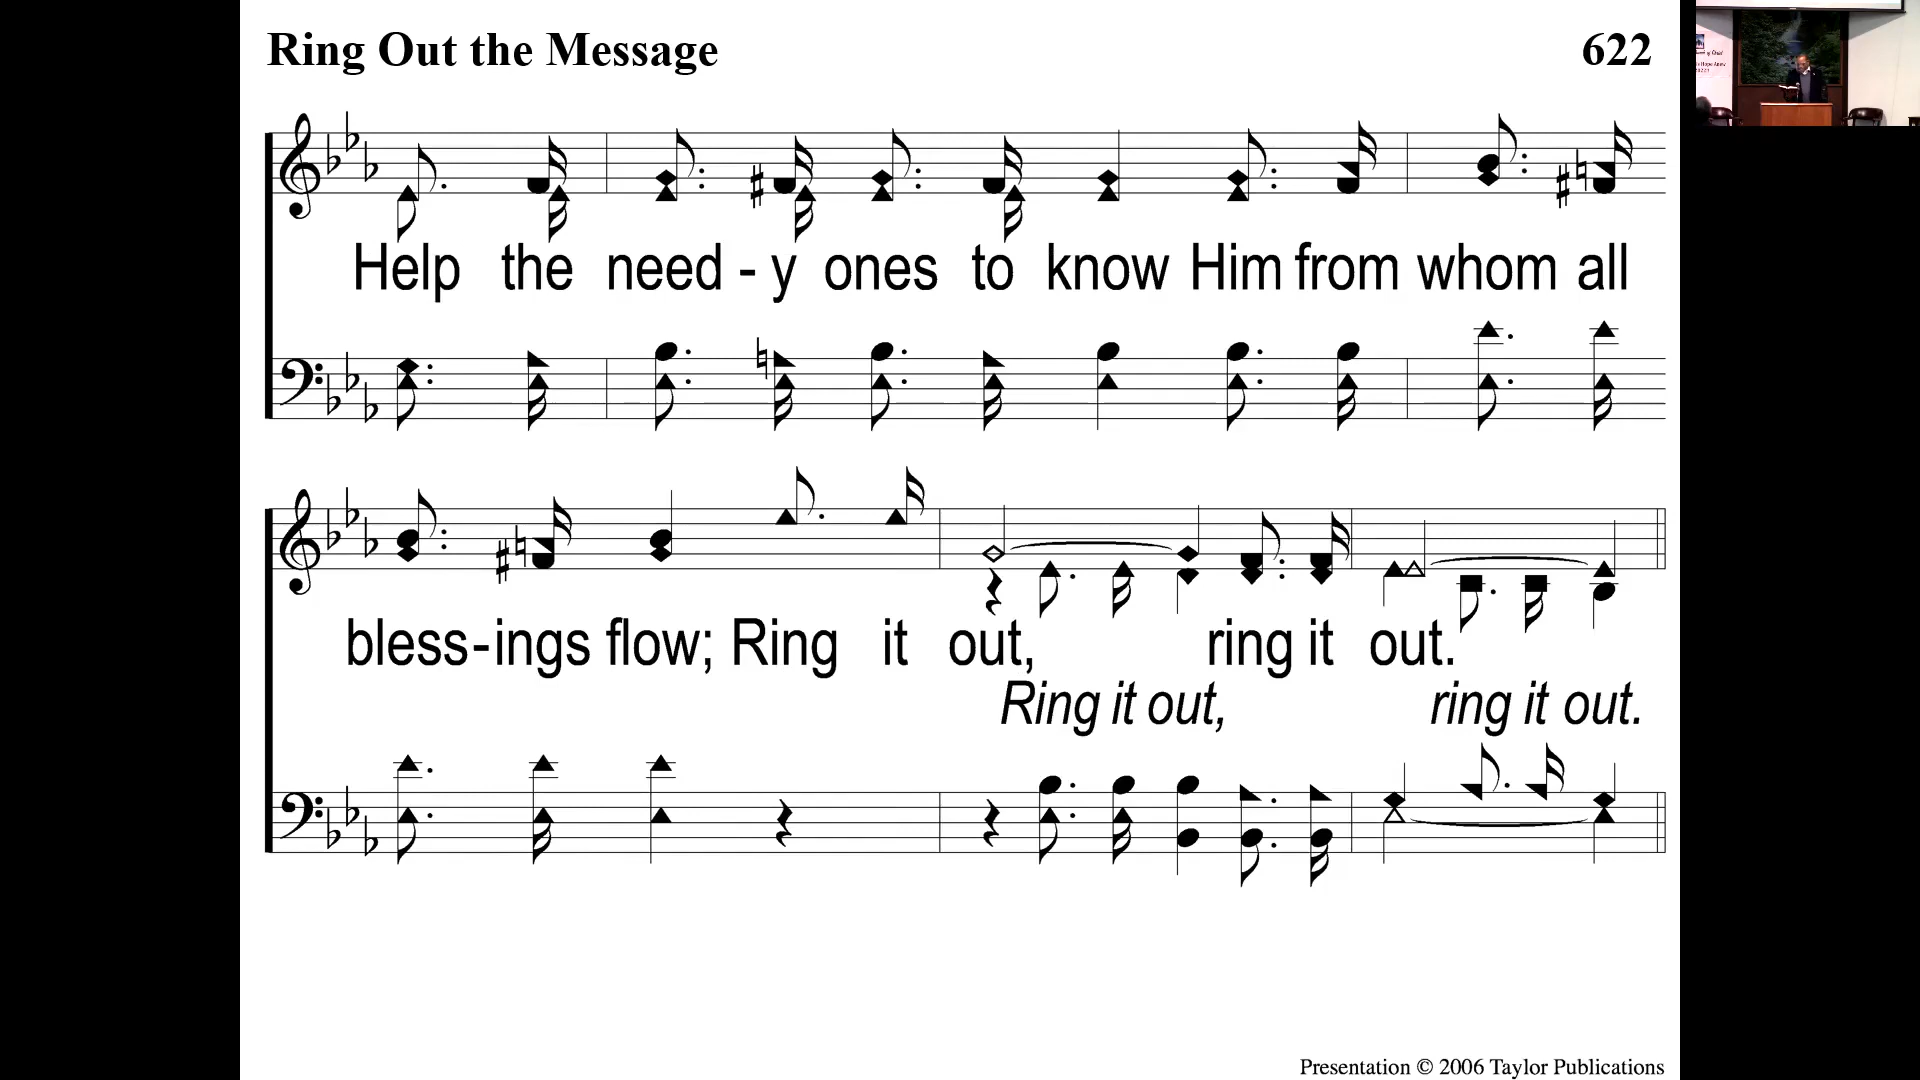 Ring Out the Message
622
Help the need - y ones to know Him from whom all
bless-ings flow; Ring it out, ring it out.
Ring it out, ring it out.
Presentation © 2006 Taylor Publications